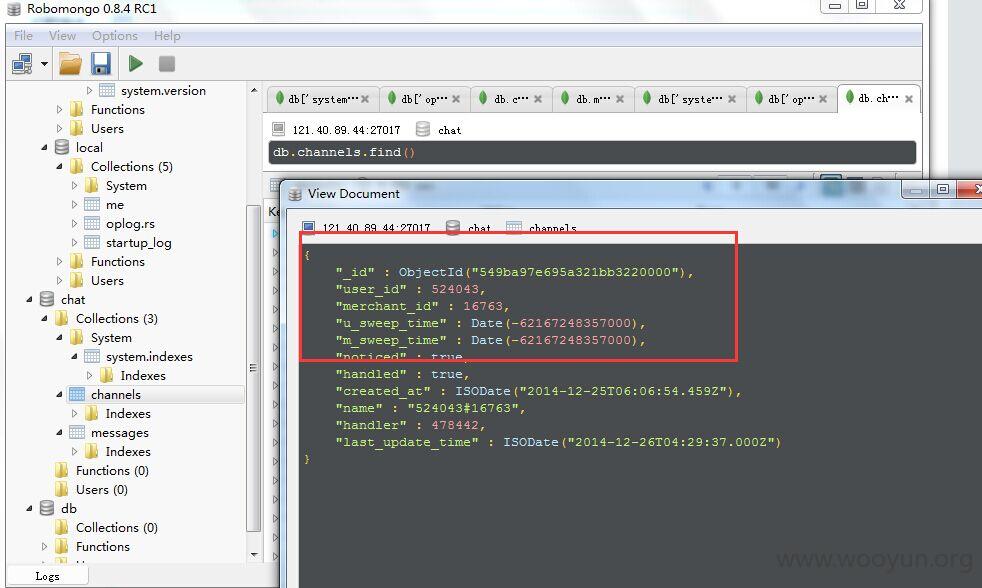 Robomongo 0.8.4 RC1
File View Options Help
system.version
Functions
Users
local
Collections (5)
System
me
oplog.rs
startup_log
Functions
Users
chat
Collections (3)
System
system.indexes
Indexes
channels
Indexes
messages
Indexes
Functions (0)
Users (0)
db
Collections (0)
Functions
Logs
db['system··· db['op··· db.c··· db.m··· db['syste··· db['op··· db.ch···
121.40.89.44:27017 chat
db.channels.find()
View Document
121.40.89.44:27017 chat channels
{
"_id" : ObjectId("549ba97e695a321bb3220000"),
"user_id" : 524043,
"merchant_id" : 16763,
"u_sweep_time" : Date(-62167248357000),
"m_sweep_time" : Date(-62167248357000),
"noticed" : true,
"handled" : true,
"created_at" : ISODate("2014-12-25T06:06:54.459Z"),
"name" : "524043#16763",
"handler" : 478442,
"last_update_time" : ISODate("2014-12-26T04:29:37.000Z")
}
www.wooyun.org